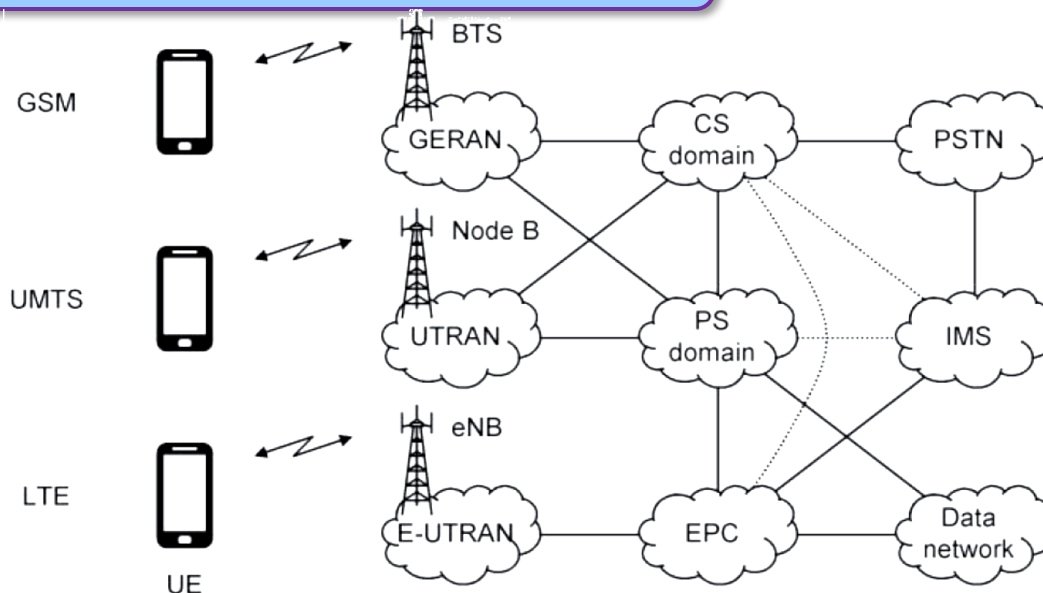 BTS
GSM
GERAN
CS
domain
PSTN
Node B
UMTS
UTRAN
PS
domain
IMS
eNB
LTE
E-UTRAN
EPC
Data
network
UE